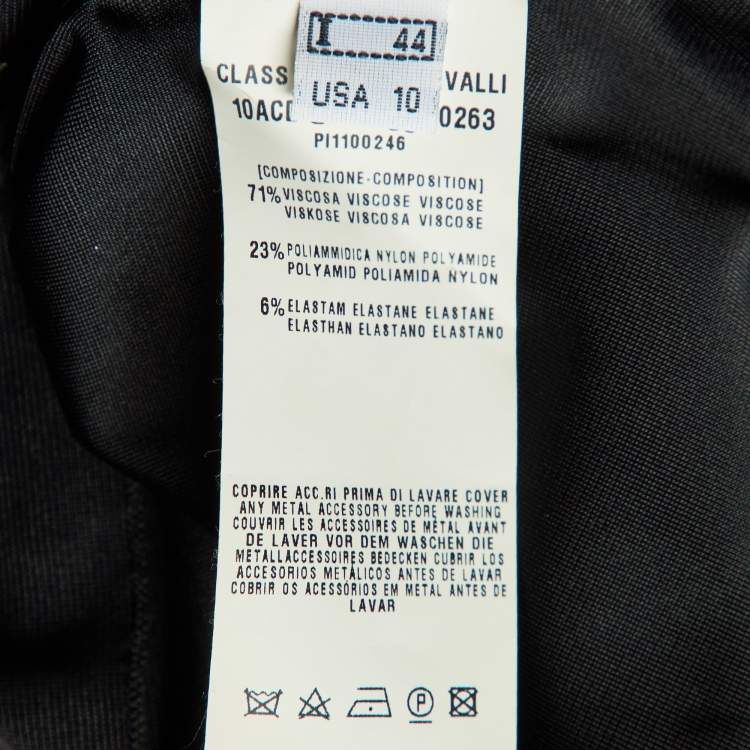 I 44
USA 10
CLASS VALLI
10ACD 0263
PI1100246
[COMPOSIZIONE-COMPOSITION]
71% VISCOSA VISCOSE VISCOSE
VISKOSE VISCOSA VISCOSE
23% POLIAMMIDICA NYLON POLYAMIDE
POLYAMID POLIAMIDA NYLON
6% ELASTAM ELASTANE ELASTANE
ELASTHAN ELASTANO ELASTANO
COPRIRE ACC.RI PRIMA DI LAVARE COVER
ANY METAL ACCESSORY BEFORE WASHING
COUVRIR LES ACCESSOIRES DE MÉTAL AVANT
DE LAVER VOR DEM WASCHEN DIE
METALLACCESSOIRES BEDECKEN CUBRIR LOS
ACCESORIOS METÁLICOS ANTES DE LAVAR
COBRIR OS ACESSÓRIOS EM METAL ANTES DE
LAVAR
P